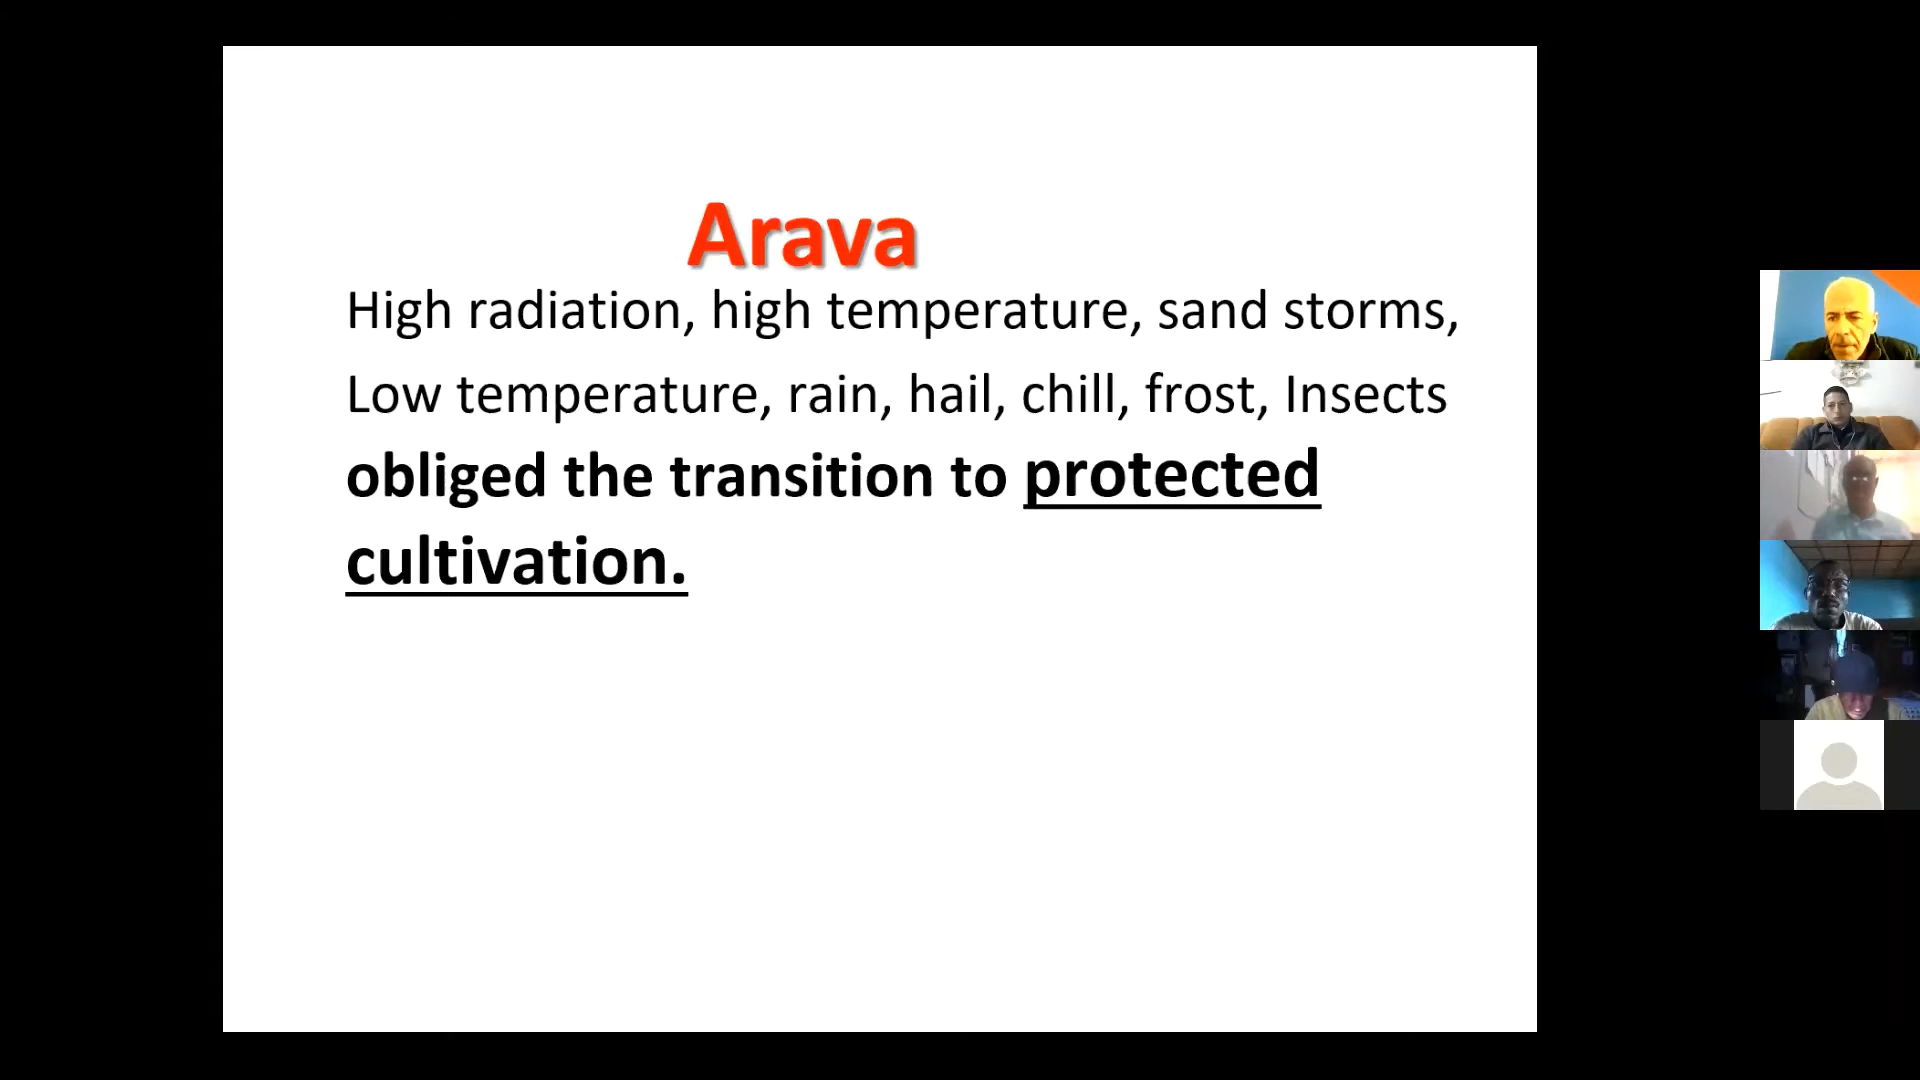 Arava
High radiation, high temperature, sand storms,
Low temperature, rain, hail, chill, frost, Insects
obliged the transition to protected
cultivation.